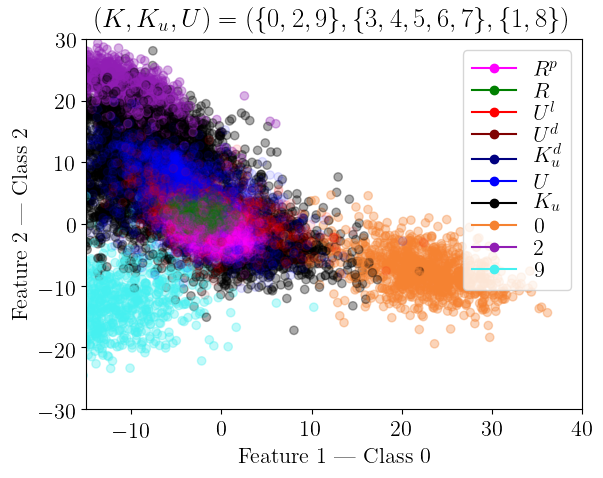 (K, K_u, U) = ({0, 2, 9}, {3, 4, 5, 6, 7}, {1, 8})
30
20
10
0
−10
−20
−30
Feature 2 — Class 2
R^p
R
U^l
U^d
K_u^d
U
K_u
0
2
9
−10
0
10
20
30
40
Feature 1 — Class 0